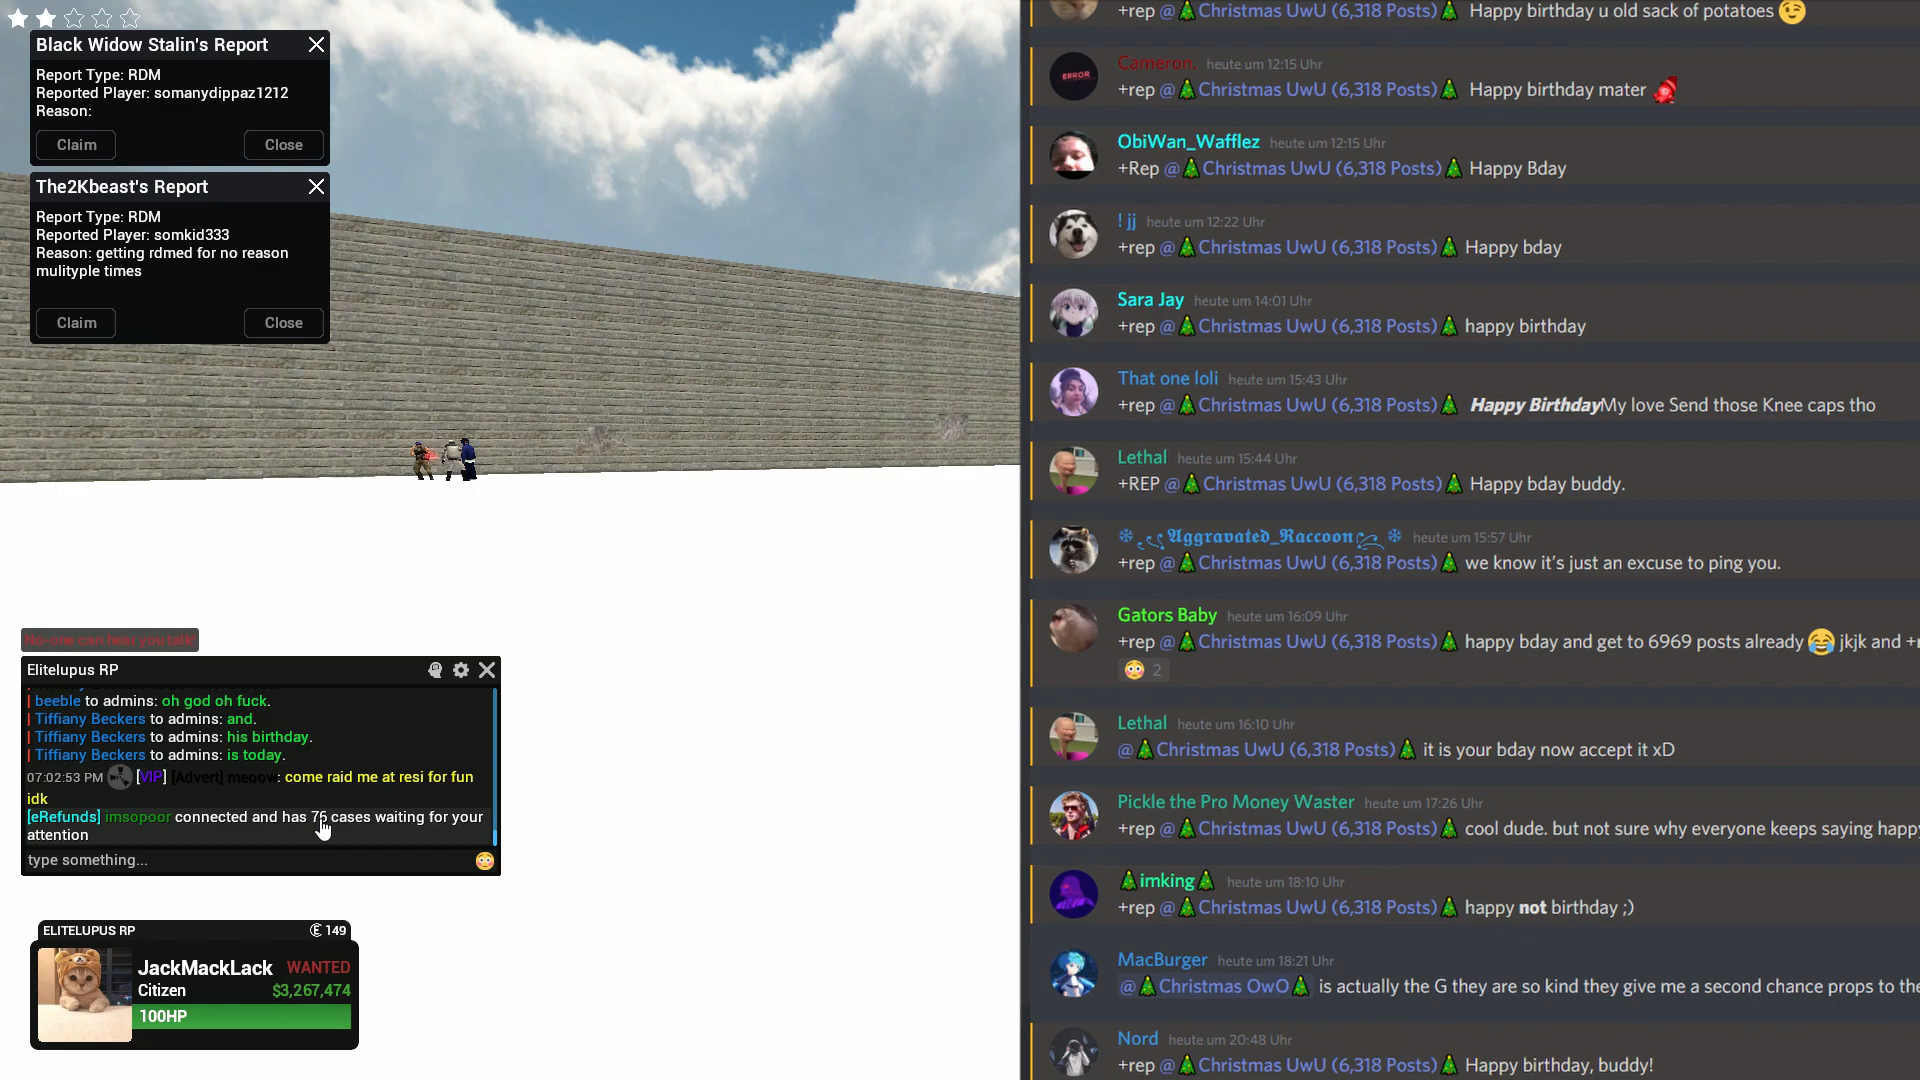 Black Widow Stalin's Report
Report Type: RDM
Reported Player: somanydippaz1212
Reason:
Claim
Close
The2Kbeast's Report
Report Type: RDM
Reported Player: somkid333
Reason: getting rdmed for no reason
mulityple times
Claim
Close
No-one can hear you talk!
Elitelupus RP
| beeble to admins: oh god oh fuck.
| Tiffiany Beckers to admins: and.
| Tiffiany Beckers to admins: his birthday.
| Tiffiany Beckers to admins: is today.
07:02:53 PM [VIP] [Advert] meoow: come raid me at resi for fun
idk
[eRefunds] imsopoor connected and has 76 cases waiting for your
attention
type something...
ELITELUPUS RP 149
JackMackLack WANTED
Citizen $3,267,474
100HP
+rep @🎄Christmas UwU (6,318 Posts)🎄 Happy birthday u old sack of potatoes 😉
Cameron. heute um 12:15 Uhr
ERROR
+rep @🎄Christmas UwU (6,318 Posts)🎄 Happy birthday mater
ObiWan_Wafflez heute um 12:15 Uhr
+Rep @🎄Christmas UwU (6,318 Posts)🎄 Happy Bday
! jj heute um 12:22 Uhr
+rep @🎄Christmas UwU (6,318 Posts)🎄 Happy bday
Sara Jay heute um 14:01 Uhr
+rep @🎄Christmas UwU (6,318 Posts)🎄 happy birthday
That one loli heute um 15:43 Uhr
+rep @🎄Christmas UwU (6,318 Posts)🎄 Happy BirthdayMy love Send those Knee caps tho
Lethal heute um 15:44 Uhr
+REP @🎄Christmas UwU (6,318 Posts)🎄 Happy bday buddy.
❄ 𝕬𝖌𝖌𝖗𝖆𝖛𝖆𝖙𝖊𝖉_𝕽𝖆𝖈𝖈𝖔𝖔𝖓 ❄ heute um 15:57 Uhr
+rep @🎄Christmas UwU (6,318 Posts)🎄 we know it's just an excuse to ping you.
Gators Baby heute um 16:09 Uhr
+rep @🎄Christmas UwU (6,318 Posts)🎄 happy bday and get to 6969 posts already 😂 jkjk and +r
😳 2
Lethal heute um 16:10 Uhr
@🎄Christmas UwU (6,318 Posts)🎄 it is your bday now accept it xD
Pickle the Pro Money Waster heute um 17:26 Uhr
+rep @🎄Christmas UwU (6,318 Posts)🎄 cool dude. but not sure why everyone keeps saying happy
🎄imking🎄 heute um 18:10 Uhr
+rep @🎄Christmas UwU (6,318 Posts)🎄 happy not birthday ;)
MacBurger heute um 18:21 Uhr
@🎄Christmas OwO🎄 is actually the G they are so kind they give me a second chance props to the
Nord heute um 20:48 Uhr
+rep @🎄Christmas UwU (6,318 Posts)🎄 Happy birthday, buddy!